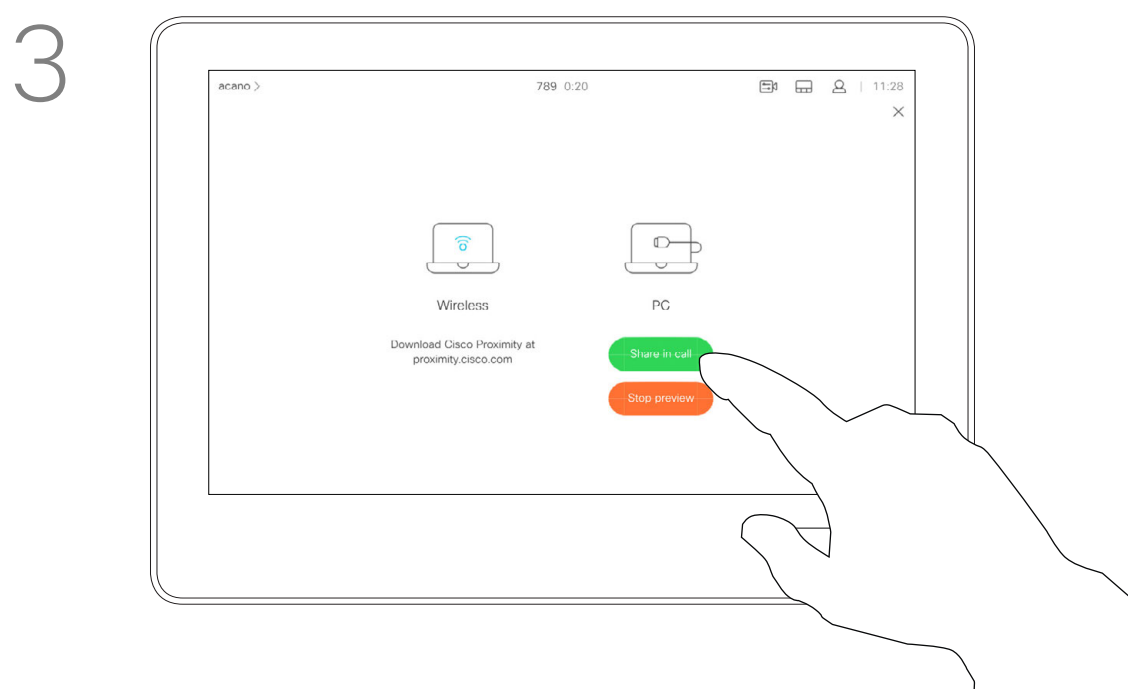 3
acano >
789 0:20
11:28
Wireless
PC
Download Cisco Proximity at
proximity.cisco.com
Share in call
Stop preview